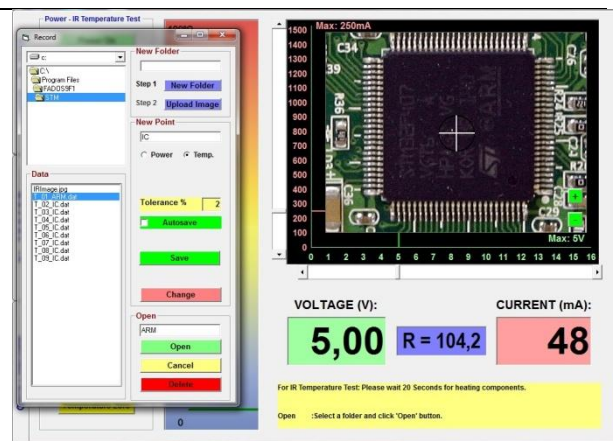 Power - IR Temperature Test
Record
c:
C:\
Program Files
FADOS9F1
STM
New Folder
Step 1 New Folder
Step 2 Upload Image
New Point
IC
Power Temp.
Tolerance % 2
Autosave
Save
Change
Data
IRImage.jpg
T_01_ARM.dat
T_02_IC.dat
T_03_IC.dat
T_04_IC.dat
T_05_IC.dat
T_06_IC.dat
T_07_IC.dat
T_08_IC.dat
T_09_IC.dat
Open
ARM
Open
Cancel
Delete
0
Max: 250mA
1500
1400
1300
1200
1100
1000
900
800
700
600
500
400
300
200
100
0
C34
39
R36
C36
C26
ARM
ST
Max: 5V
0 1 2 3 4 5 6 7 8 9 10 11 12 13 14 15 16
VOLTAGE (V): CURRENT (mA):
5,00 R = 104,2 48
For IR Temperature Test: Please wait 20 Seconds for heating components.
Open :Select a folder and click 'Open' button.